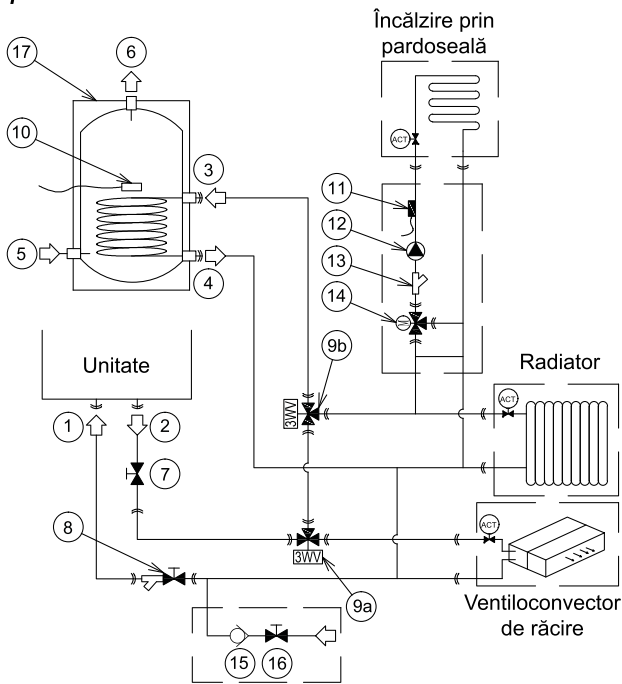 Încălzire prin
pardoseală
17
6
10
3
5
4
ACT
11
12
13
14
M
Unitate
1
2
7
8
3WV
9b
Radiator
ACT
ACT
3WV
9a
Ventiloconvector
de răcire
15
16